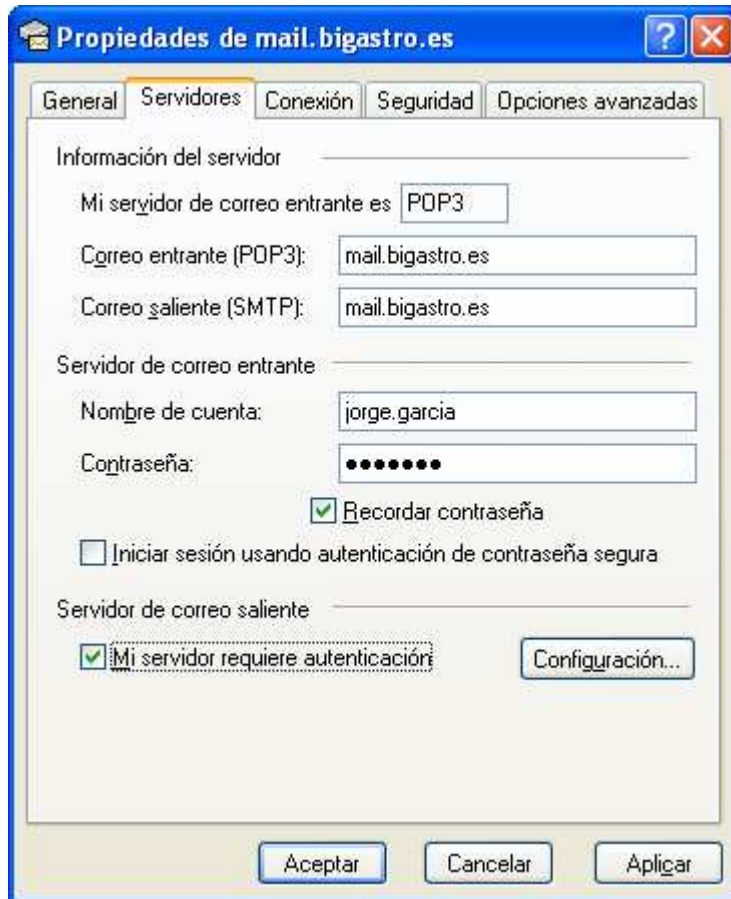 Propiedades de mail.bigastro.es
General Servidores Conexión Seguridad Opciones avanzadas
Información del servidor
Mi servidor de correo entrante es POP3
Correo entrante (POP3): mail.bigastro.es
Correo saliente (SMTP): mail.bigastro.es
Servidor de correo entrante
Nombre de cuenta: jorge.garcia
Contraseña: •••••••
Recordar contraseña
Iniciar sesión usando autenticación de contraseña segura
Servidor de correo saliente
Mi servidor requiere autenticación Configuración...
Aceptar Cancelar Aplicar